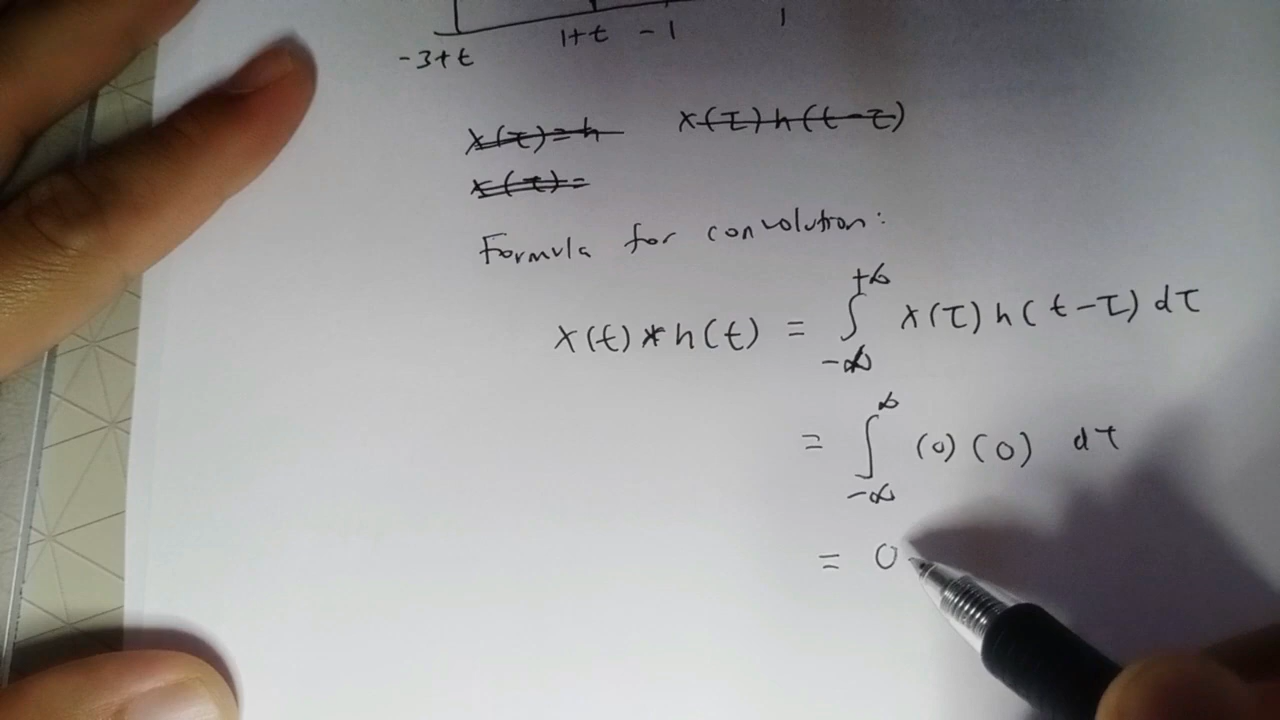 1+t -1 1
-3+t
x(τ)=h x(τ)h(t-τ)
x(τ)=
Formula for convolution:
x(t)*h(t) = ∫_{-∞}^{+∞} x(τ)h(t-τ)dτ
= ∫_{-∞}^{∞} (0)(0) dτ
= 0